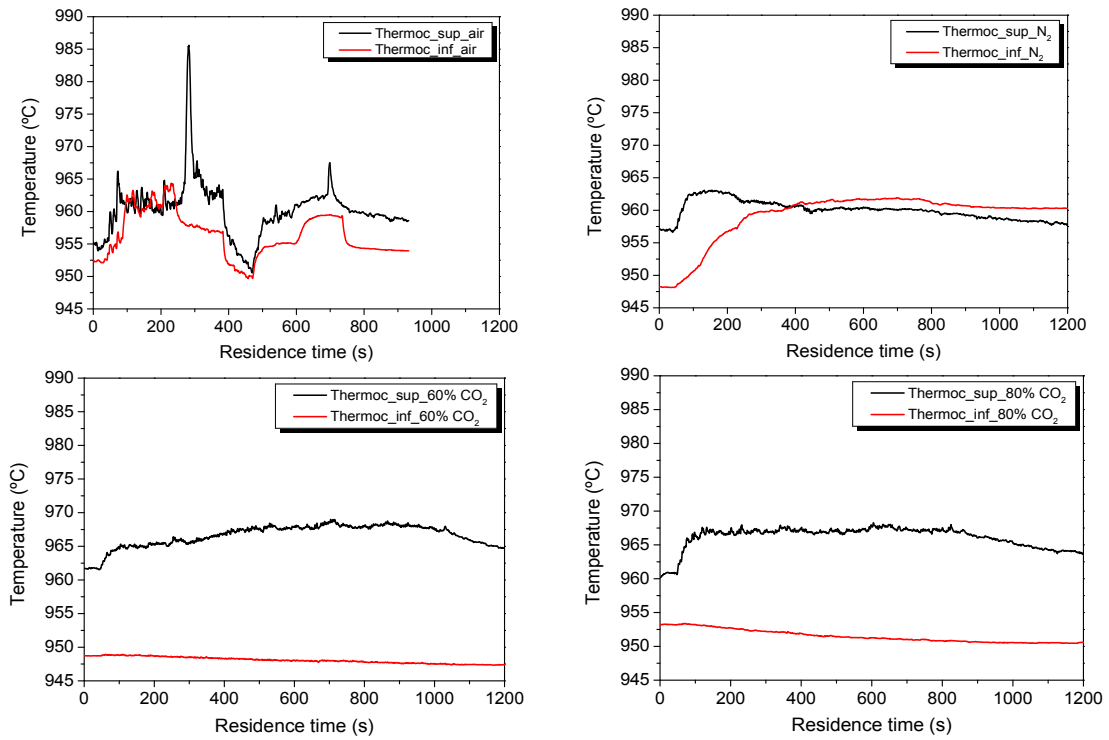 Thermoc_sup_air
Thermoc_inf_air
990
985
980
975
970
965
960
955
950
945
Temperature (ºC)
0 200 400 600 800 1000 1200
Residence time (s)
Thermoc_sup_N₂
Thermoc_inf_N₂
990
985
980
975
970
965
960
955
950
945
Temperature (ºC)
0 200 400 600 800 1000 1200
Residence time (s)
Thermoc_sup_60% CO₂
Thermoc_inf_60% CO₂
990
985
980
975
970
965
960
955
950
945
Temperature (ºC)
0 200 400 600 800 1000 1200
Residence time (s)
Thermoc_sup_80% CO₂
Thermoc_inf_80% CO₂
990
985
980
975
970
965
960
955
950
945
Temperature (ºC)
0 200 400 600 800 1000 1200
Residence time (s)